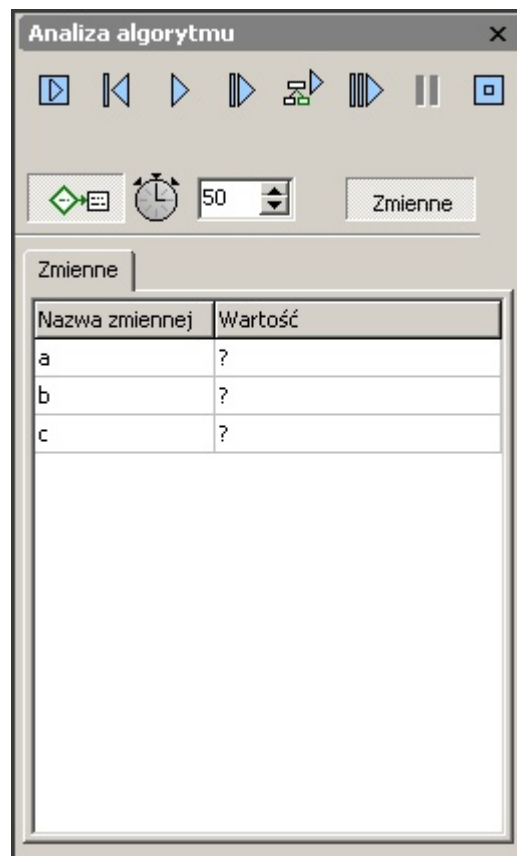 Analiza algorytmu
50
Zmienne
Zmienne
Nazwa zmiennej Wartość
a ?
b ?
c ?